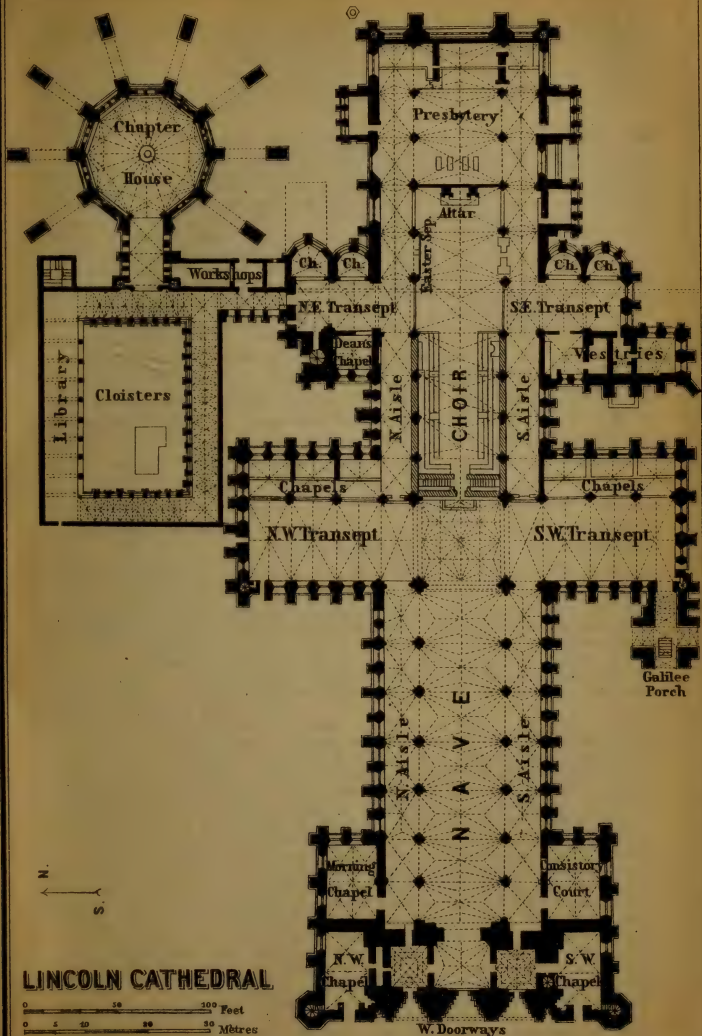 Chapter
House
Presbytery
Altar
Easter Sep.
Workshops
Ch.
Ch.
Ch.
Ch.
N.E. Transept
S.E. Transept
Dean's
Chapel
Vestries
Library
Cloisters
N. Aisle
CHOIR
S. Aisle
Chapels
Chapels
N.W. Transept
S.W. Transept
Galilee
Porch
N. Aisle
NAVE
S. Aisle
Morning
Chapel
Consistory
Court
N.
S.
N.W.
Chapel
S.W.
Chapel
LINCOLN CATHEDRAL
0 50 100 Feet
0 5 10 20 30 Mètres
W. Doorways